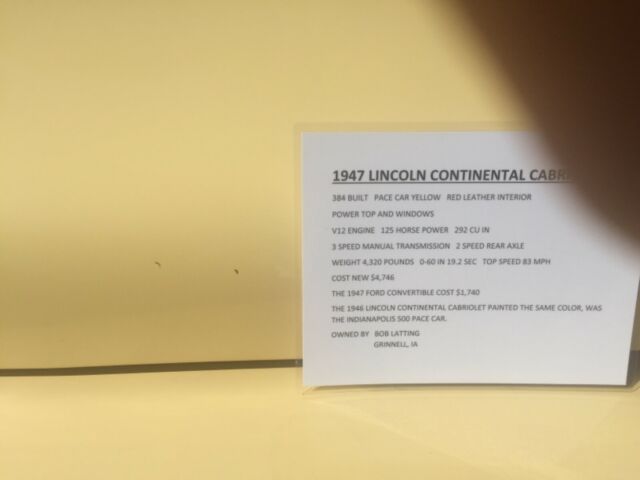 1947 LINCOLN CONTINENTAL CABRI
384 BUILT PACE CAR YELLOW RED LEATHER INTERIOR
POWER TOP AND WINDOWS
V12 ENGINE 125 HORSE POWER 292 CU IN
3 SPEED MANUAL TRANSMISSION 2 SPEED REAR AXLE
WEIGHT 4,320 POUNDS 0-60 IN 19.2 SEC TOP SPEED 83 MPH
COST NEW $4,746
THE 1947 FORD CONVERTIBLE COST $1,740
THE 1946 LINCOLN CONTINENTAL CABRIOLET PAINTED THE SAME COLOR, WAS
THE INDIANAPOLIS 500 PACE CAR.
OWNED BY BOB LATTING
GRINNELL, IA